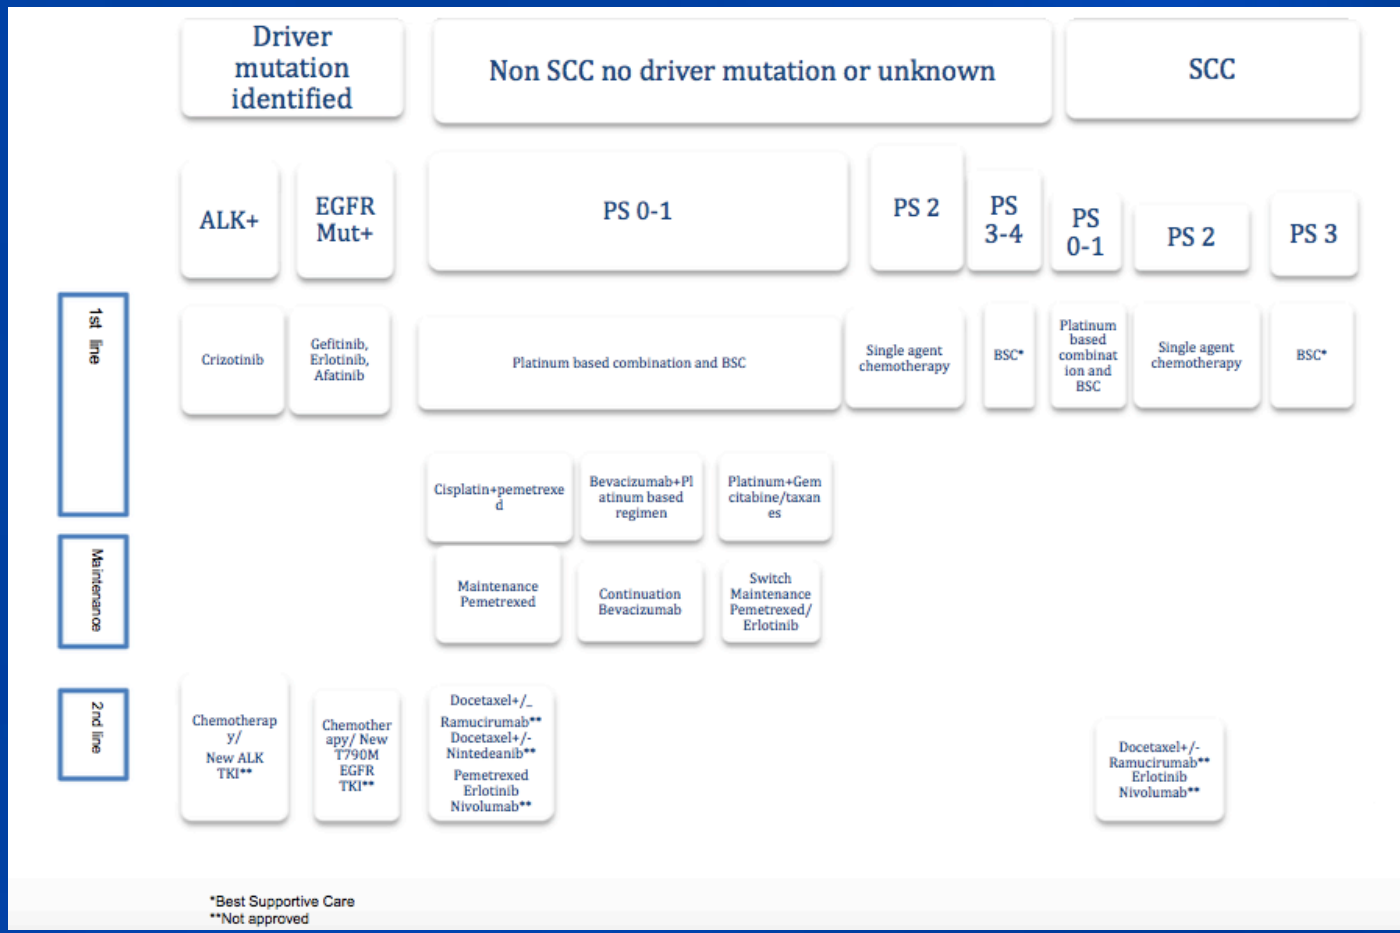 Driver
mutation
identified
Non SCC no driver mutation or unknown
SCC
ALK+
EGFR
Mut+
PS 0-1
PS 2
PS
3-4
PS
0-1
PS 2
PS 3
1st line
Crizotinib
Gefitinib,
Erlotinib,
Afatinib
Platinum based combination and BSC
Single agent
chemotherapy
BSC*
Platinum
based
combinat
ion and
BSC
Single agent
chemotherapy
BSC*
Cisplatin+pemetrexe
d
Bevacizumab+Pl
atinum based
regimen
Platinum+Gem
citabine/taxan
es
Maintenance
Maintenance
Pemetrexed
Continuation
Bevacizumab
Switch
Maintenance
Pemetrexed/
Erlotinib
2nd line
Chemotherap
y/
New ALK
TKI**
Chemother
apy/ New
T790M
EGFR
TKI**
Docetaxel+/_
Ramucirumab**
Docetaxel+/-
Nintedeanib**
Pemetrexed
Erlotinib
Nivolumab**
Docetaxel+/-
Ramucirumab**
Erlotinib
Nivolumab**
*Best Supportive Care
**Not approved